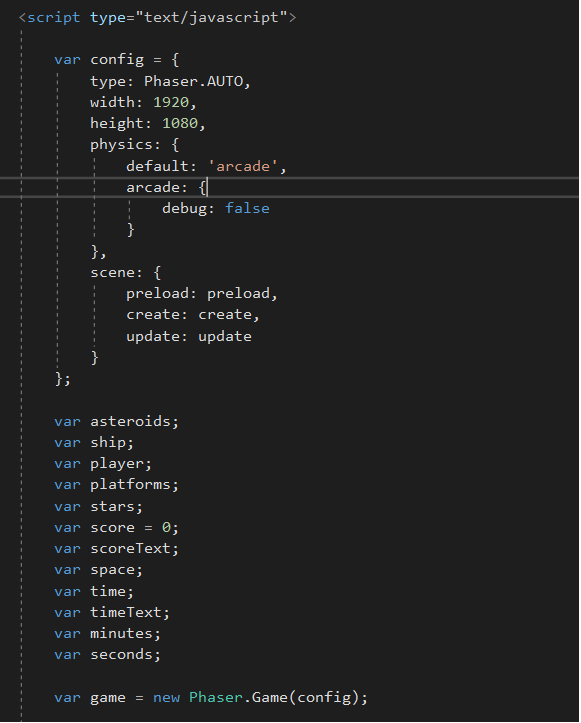 <script type="text/javascript">
var config = {
type: Phaser.AUTO,
width: 1920,
height: 1080,
physics: {
default: 'arcade',
arcade: {
debug: false
}
},
scene: {
preload: preload,
create: create,
update: update
}
};
var asteroids;
var ship;
var player;
var platforms;
var stars;
var score = 0;
var scoreText;
var space;
var time;
var timeText;
var minutes;
var seconds;
var game = new Phaser.Game(config);